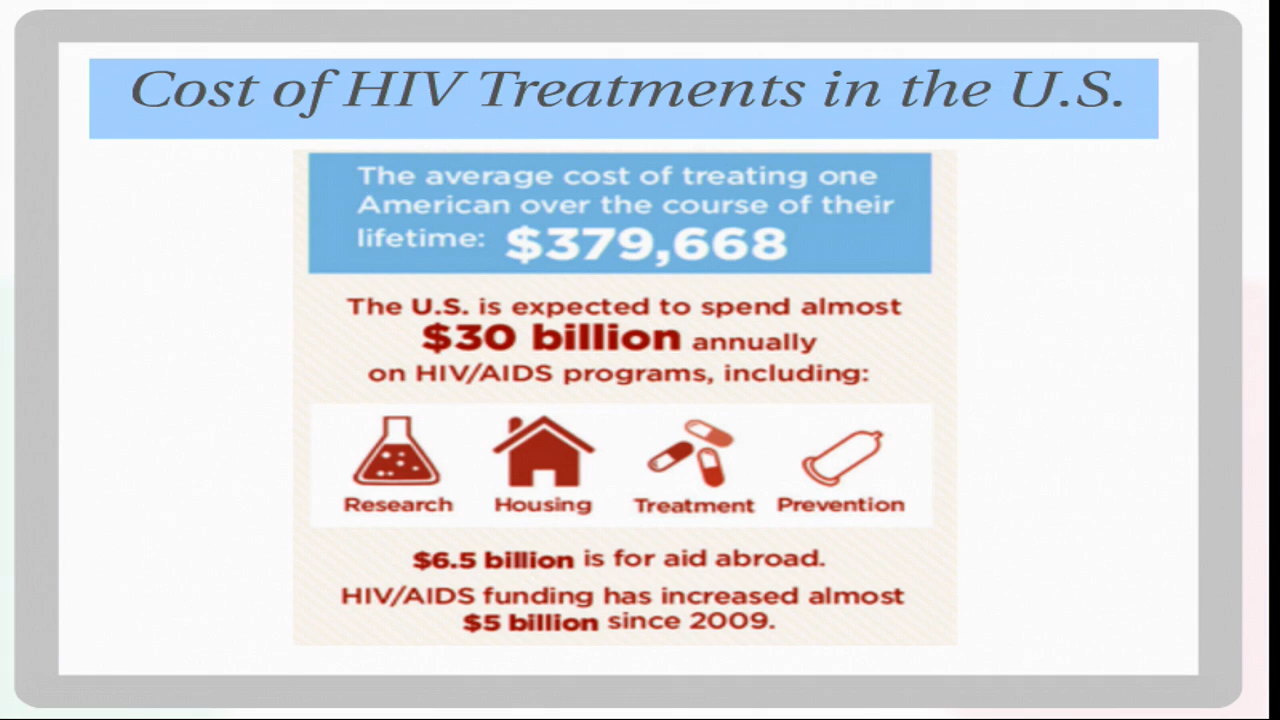 Cost of HIV Treatments in the U.S.
The average cost of treating one
American over the course of their
lifetime: $379,668
The U.S. is expected to spend almost
$30 billion annually
on HIV/AIDS programs, including:
Research Housing Treatment Prevention
$6.5 billion is for aid abroad.
HIV/AIDS funding has increased almost
$5 billion since 2009.